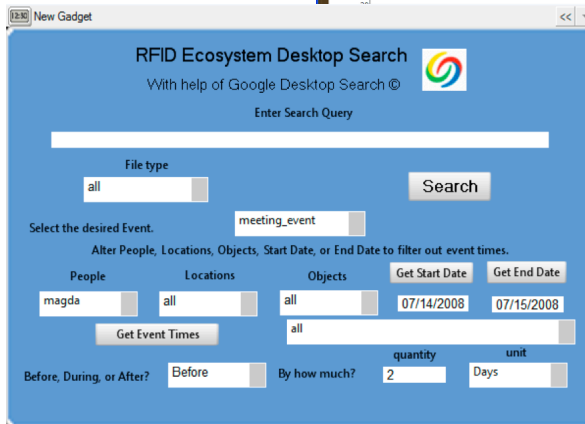 12:30 New Gadget <<
RFID Ecosystem Desktop Search
With help of Google Desktop Search ©
Enter Search Query
File type
all
Search
Select the desired Event.
meeting_event
Alter People, Locations, Objects, Start Date, or End Date to filter out event times.
People Locations Objects Get Start Date Get End Date
magda all all 07/14/2008 07/15/2008
Get Event Times all
quantity unit
Before, During, or After? Before By how much? 2 Days